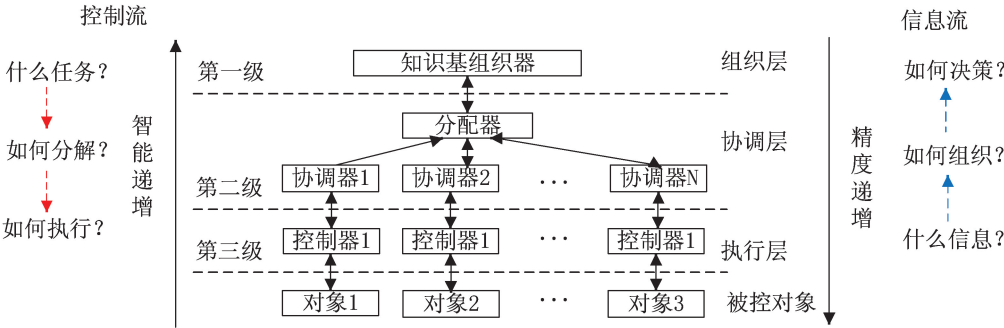 控制流
信息流
什么任务?
如何分解?
如何执行?
智能递增
第一级
知识基组织器
组织层
分配器
协调层
第二级
协调器1
协调器2
...
协调器N
第三级
控制器1
控制器1
...
控制器1
执行层
对象1
对象2
...
对象3
被控对象
精度递增
如何决策?
如何组织?
什么信息?